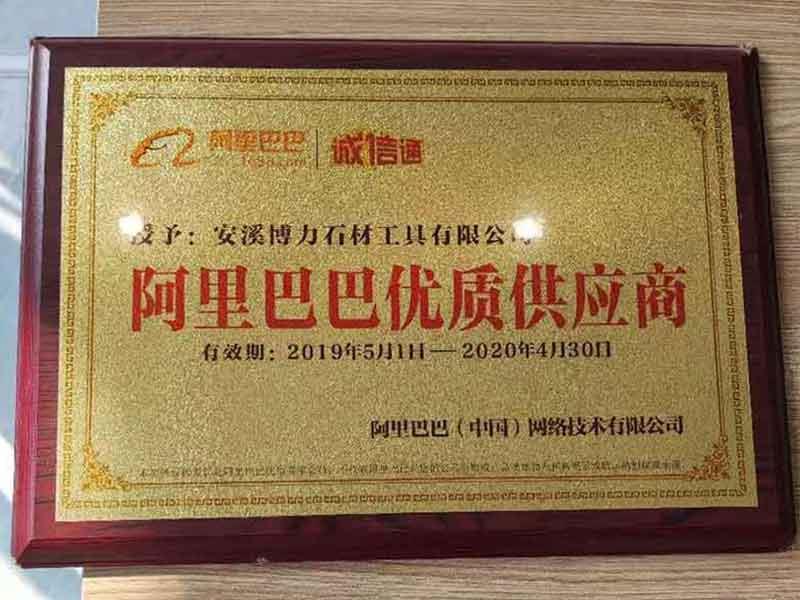 阿里巴巴 1688.com 诚信通
授予：安溪博力石材工具有限公司
阿里巴巴优质供应商
有效期：2019年5月1日—2020年4月30日
阿里巴巴（中国）网络技术有限公司